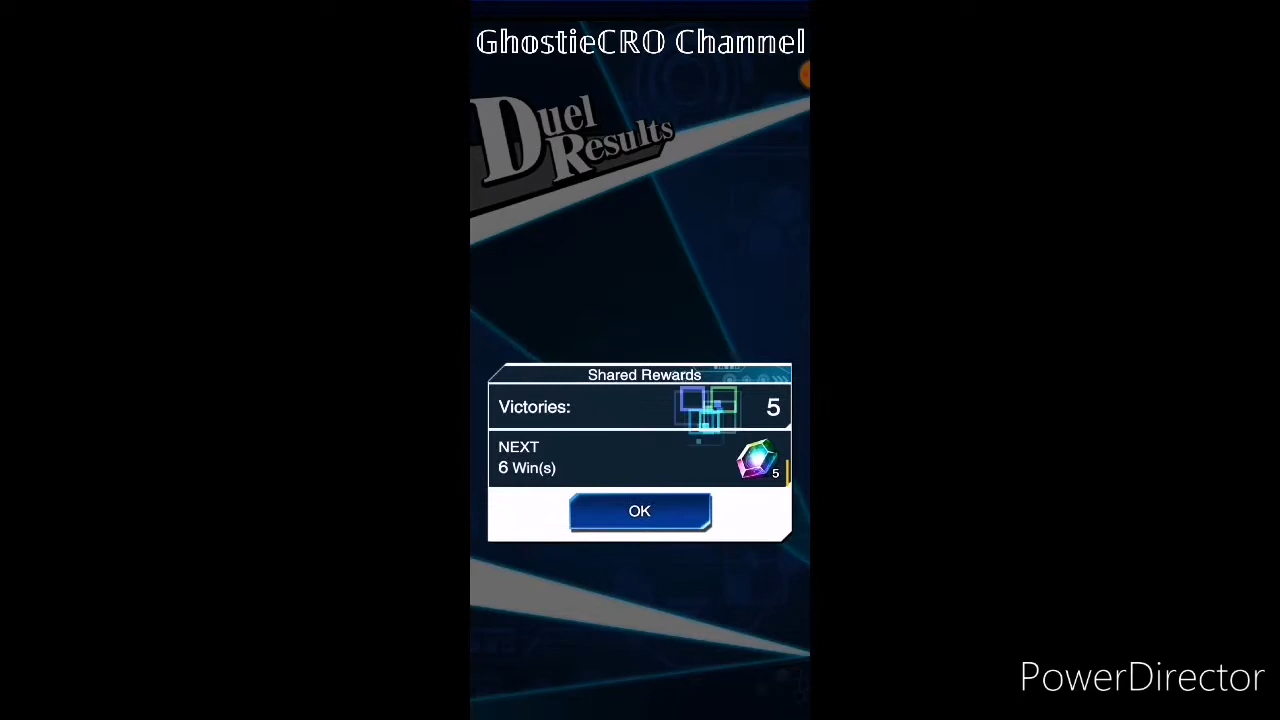 GhostieCRO Channel
Duel
Results
Shared Rewards
Victories: 5
NEXT
6 Win(s)
5
OK
PowerDirector